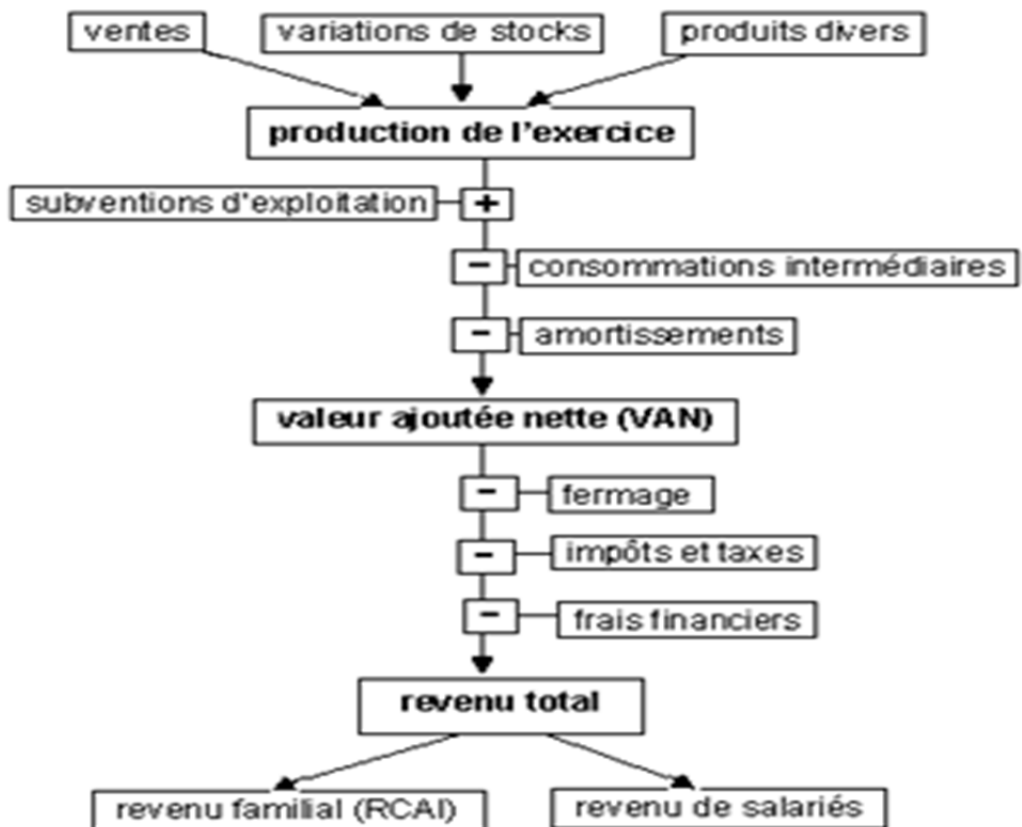 ventes
variations de stocks
produits divers
production de l'exercice
subventions d'exploitation
+
-
consommations intermédiaires
-
amortissements
valeur ajoutée nette (VAN)
-
fermage
-
impôts et taxes
-
frais financiers
revenu total
revenu familial (RCAI)
revenu de salariés